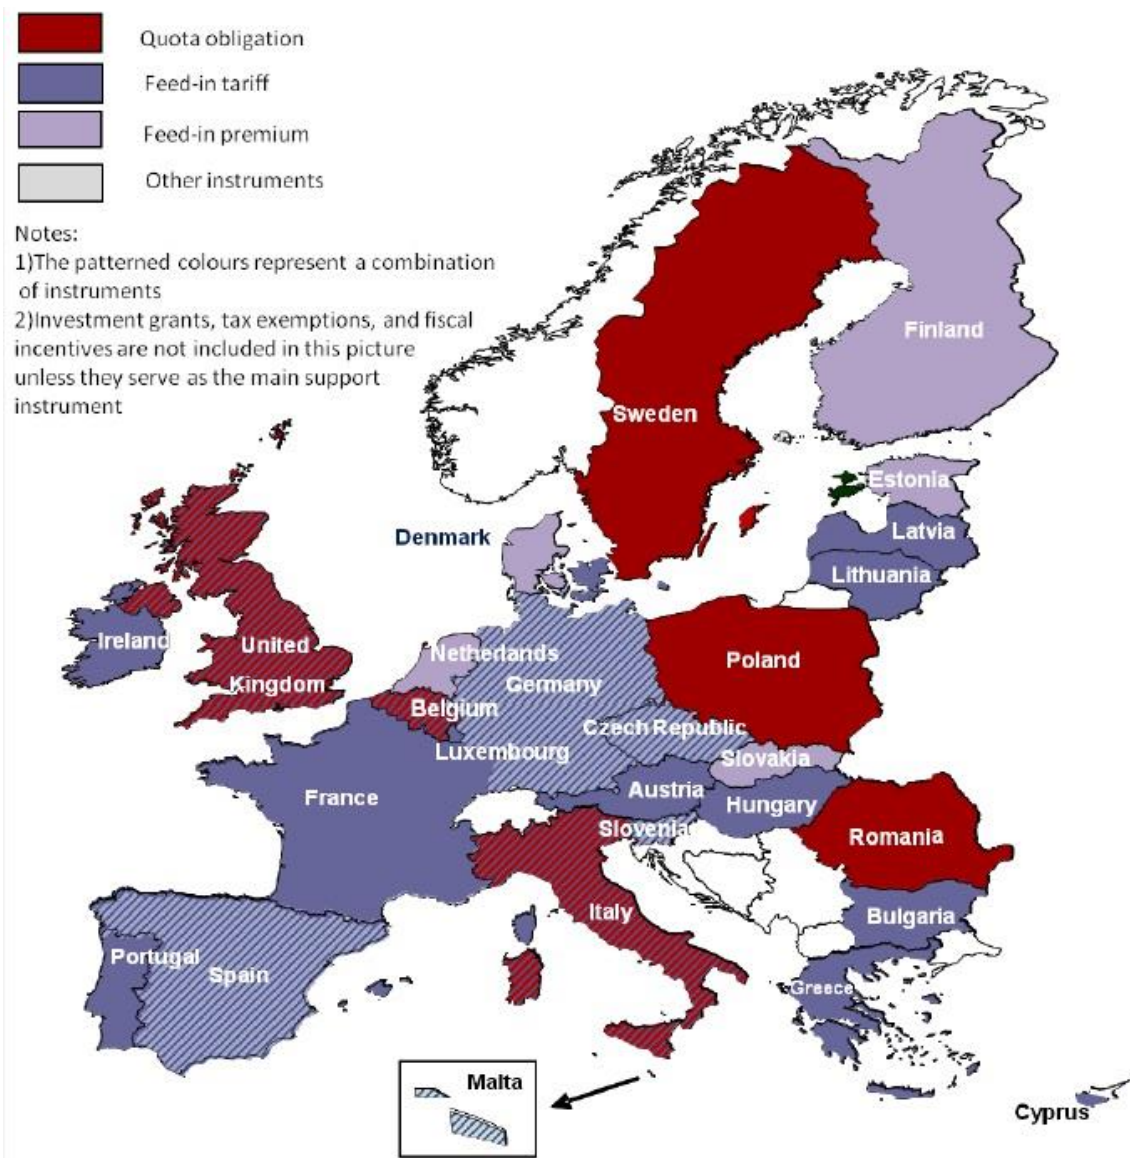 Quota obligation
Feed-in tariff
Feed-in premium
Other instruments
Notes:
1)The patterned colours represent a combination
of instruments
2)Investment grants, tax exemptions, and fiscal
incentives are not included in this picture
unless they serve as the main support
instrument
Finland
Sweden
Estonia
Denmark
Latvia
Lithuania
Ireland
United
Kingdom
Netherlands
Germany
Poland
Belgium
Czech Republic
Luxembourg
Slovakia
France
Austria
Hungary
Slovenia
Romania
Italy
Bulgaria
Portugal
Spain
Greece
Malta
Cyprus